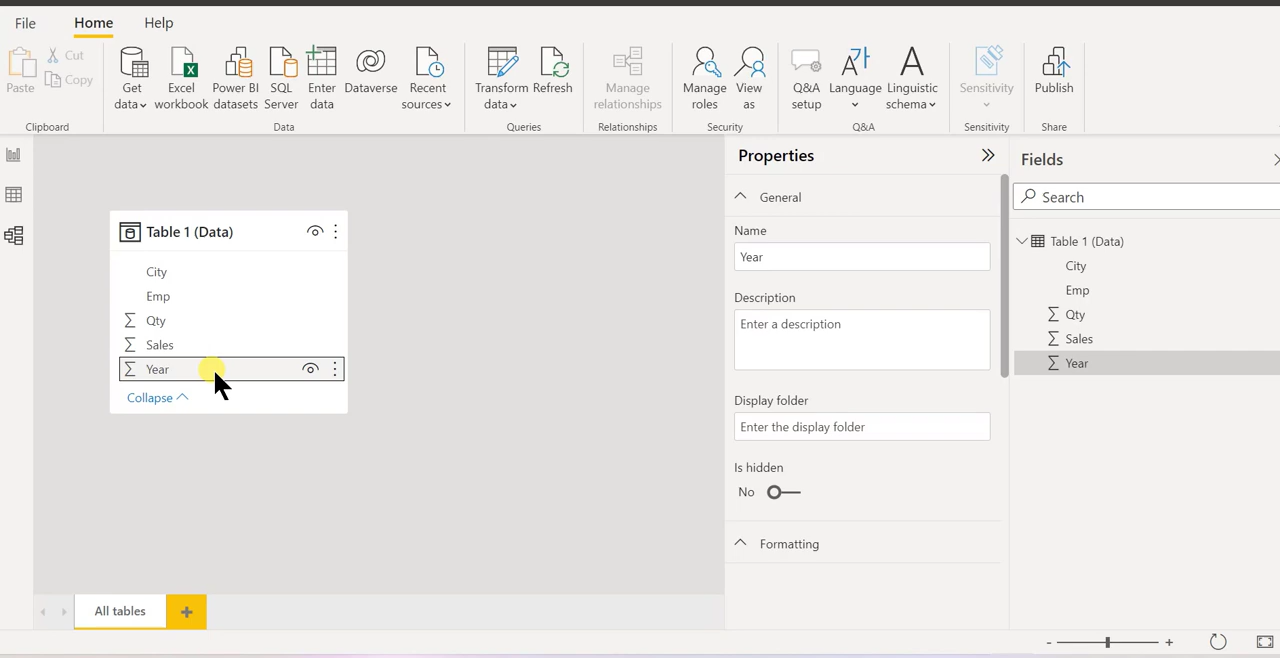 File Home Help
Paste
Cut
Copy
Clipboard
Get data
Excel workbook
Power BI datasets
SQL Server
Enter data
Dataverse
Recent sources
Data
Transform data
Refresh
Queries
Manage relationships
Relationships
Manage roles
View as
Security
Q&A setup
Language
Linguistic schema
Q&A
Sensitivity
Sensitivity
Publish
Share
Table 1 (Data)
City
Emp
Qty
Sales
Year
Collapse
Properties
General
Name
Year
Description
Enter a description
Display folder
Enter the display folder
Is hidden
No
Formatting
Fields
Search
Table 1 (Data)
City
Emp
Qty
Sales
Year
All tables